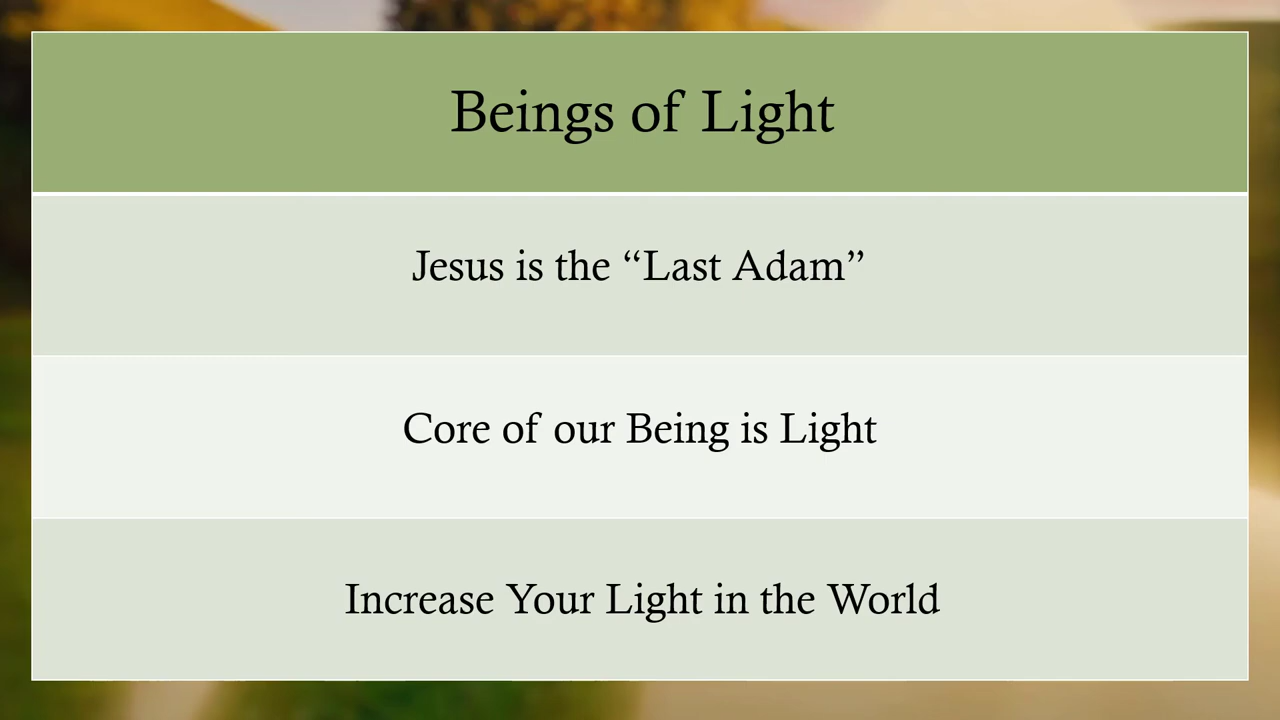 Beings of Light
Jesus is the “Last Adam”
Core of our Being is Light
Increase Your Light in the World